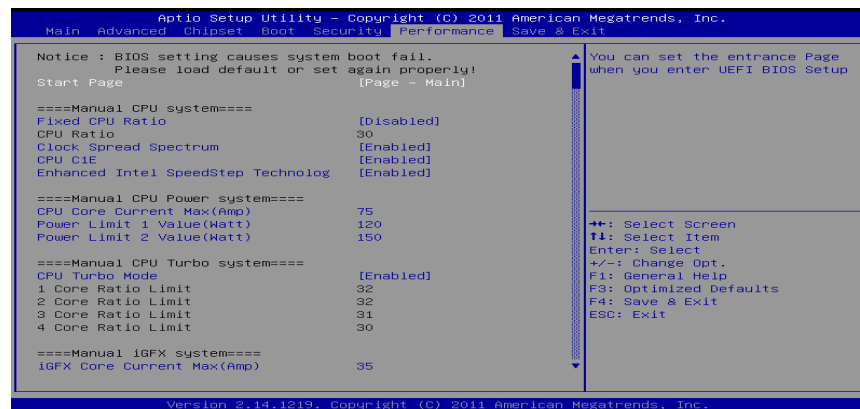 Aptio Setup Utility – Copyright (C) 2011 American Megatrends, Inc.
Main Advanced Chipset Boot Security Performance Save & Exit
Notice : BIOS setting causes system boot fail.
Please load default or set again properly!
Start Page [Page – Main]
====Manual CPU system====
Fixed CPU Ratio [Disabled]
CPU Ratio 30
Clock Spread Spectrum [Enabled]
CPU C1E [Enabled]
Enhanced Intel SpeedStep Technolog [Enabled]
====Manual CPU Power system====
CPU Core Current Max(Amp) 75
Power Limit 1 Value(Watt) 120
Power Limit 2 Value(Watt) 150
====Manual CPU Turbo system====
CPU Turbo Mode [Enabled]
1 Core Ratio Limit 32
2 Core Ratio Limit 32
3 Core Ratio Limit 31
4 Core Ratio Limit 30
====Manual iGFX system====
iGFX Core Current Max(Amp) 35
You can set the entrance Page
when you enter UEFI BIOS Setup
→←: Select Screen
↑↓: Select Item
Enter: Select
+/–: Change Opt.
F1: General Help
F3: Optimized Defaults
F4: Save & Exit
ESC: Exit
Version 2.14.1219. Copyright (C) 2011 American Megatrends, Inc.